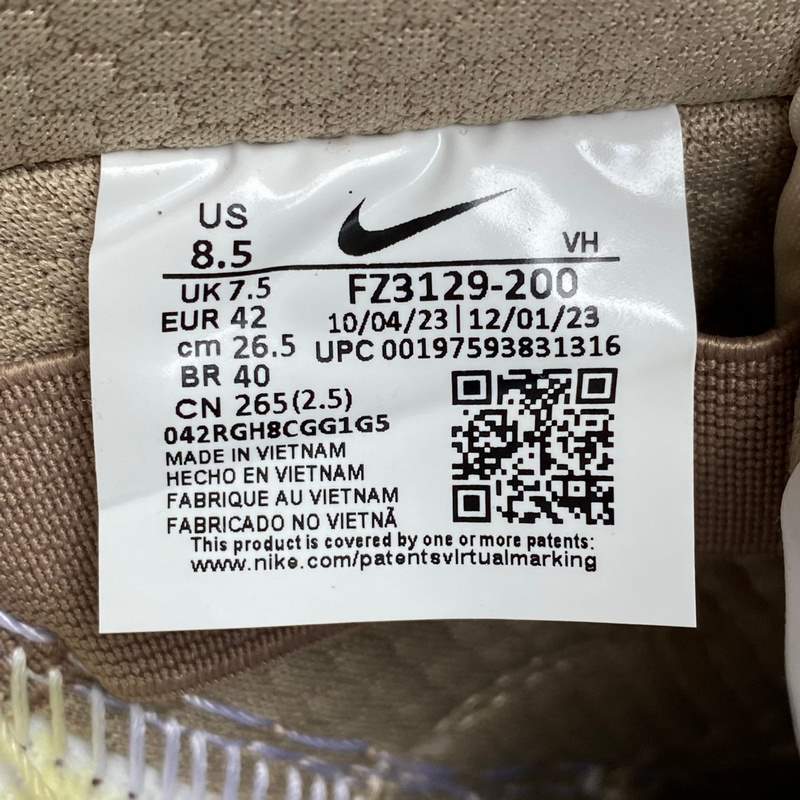 US
8.5
VH
UK 7.5
FZ3129-200
EUR 42
10/04/23|12/01/23
cm 26.5
UPC 00197593831316
BR 40
CN 265(2.5)
042RGH8CGG1G5
MADE IN VIETNAM
HECHO EN VIETNAM
FABRIQUE AU VIETNAM
FABRICADO NO VIETNÃ
This product is covered by one or more patents:
www.nike.com/patentsvirtualmarking